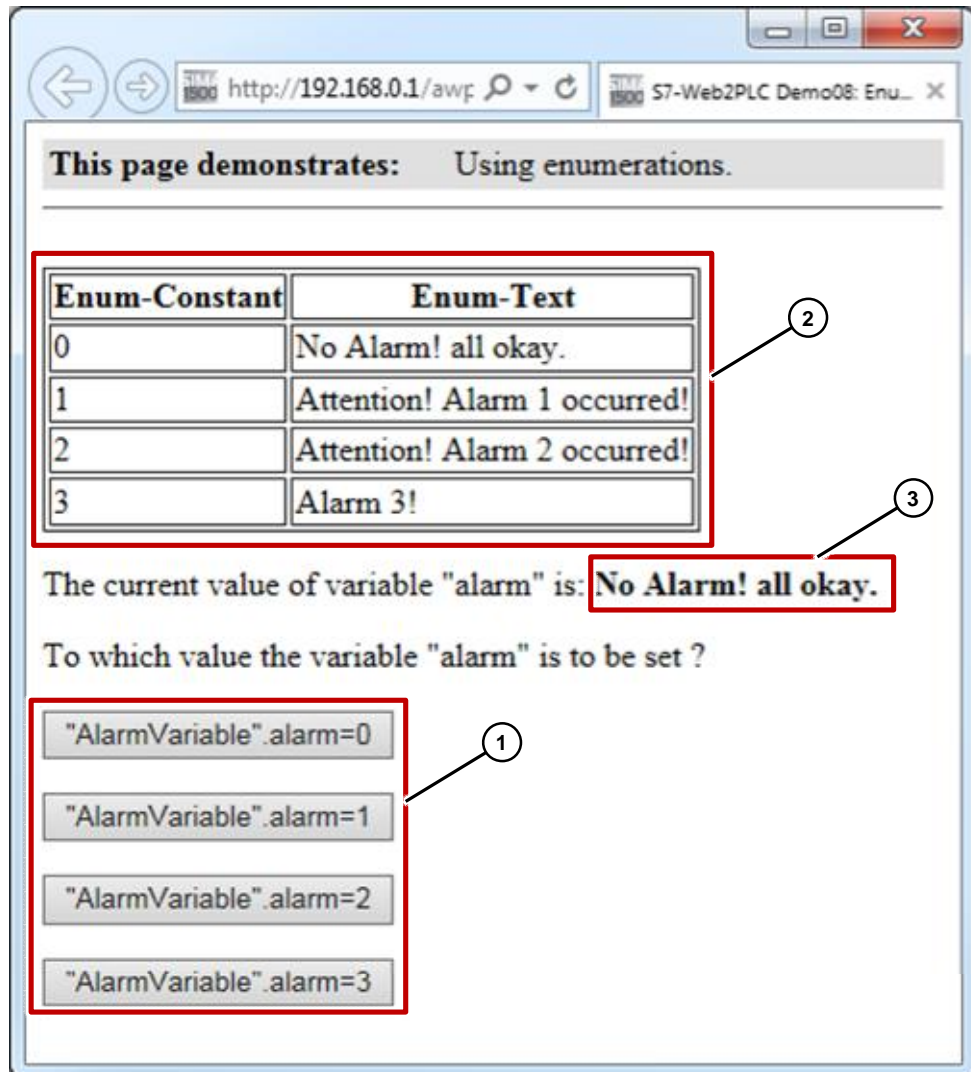 http://192.168.0.1/awp
S7-Web2PLC Demo08: Enu...
This page demonstrates: Using enumerations.
Enum-Constant Enum-Text
0 No Alarm! all okay.
1 Attention! Alarm 1 occurred!
2 Attention! Alarm 2 occurred!
3 Alarm 3!
2
3
The current value of variable "alarm" is: No Alarm! all okay.
To which value the variable "alarm" is to be set ?
"AlarmVariable".alarm=0
1
"AlarmVariable".alarm=1
"AlarmVariable".alarm=2
"AlarmVariable".alarm=3